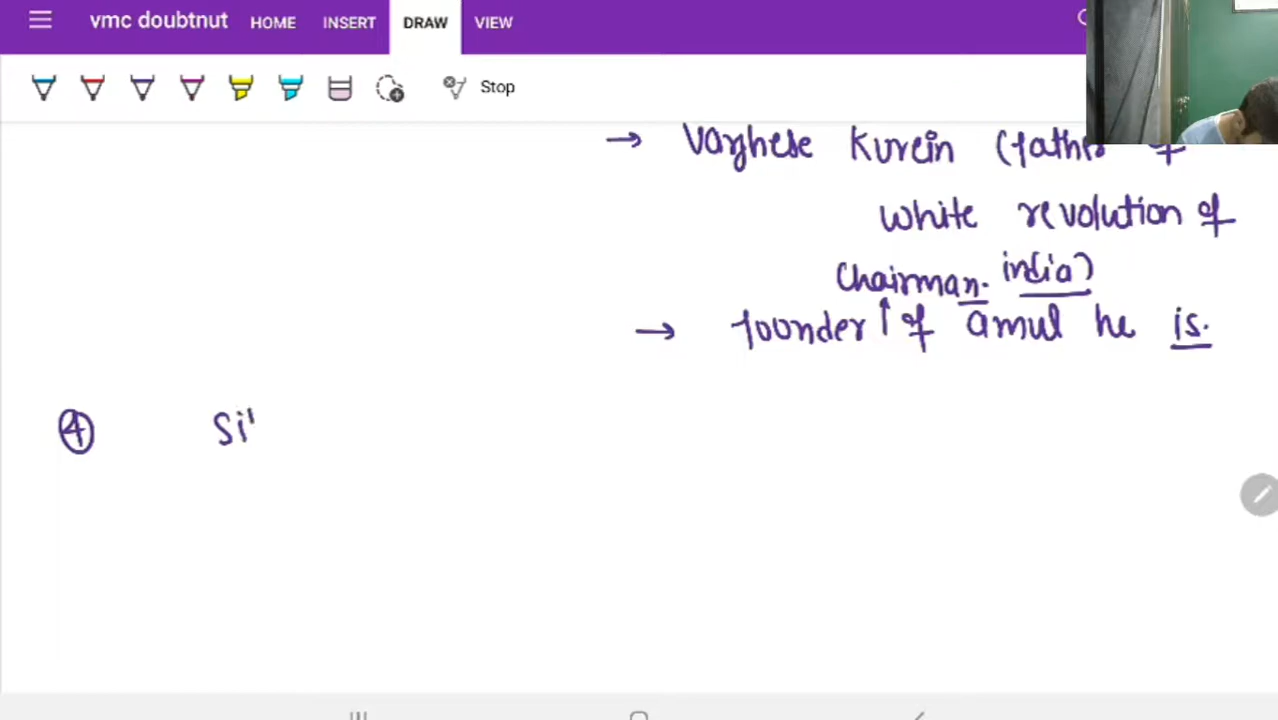 vmc doubtnut HOME INSERT DRAW VIEW
Stop
→ Varghese Kurein (father of
white revolution of
india)
Chairman.
→ founder ↑ of amul he is.
④ Si